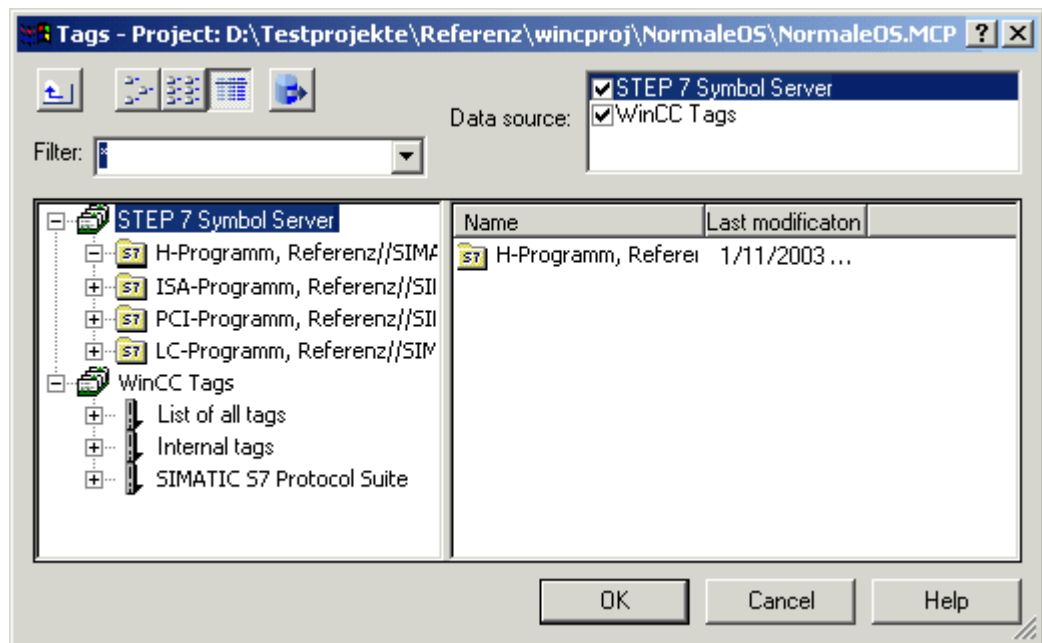 Tags - Project: D:\Testprojekte\Referenz\wincproj\NormaleOS\NormaleOS.MCP
Data source:
STEP 7 Symbol Server
WinCC Tags
Filter: *
STEP 7 Symbol Server
H-Programm, Referenz//SIMA
ISA-Programm, Referenz//SII
PCI-Programm, Referenz//SII
LC-Programm, Referenz//SIM
WinCC Tags
List of all tags
Internal tags
SIMATIC S7 Protocol Suite
Name Last modificaton
H-Programm, Referei 1/11/2003 ...
OK Cancel Help